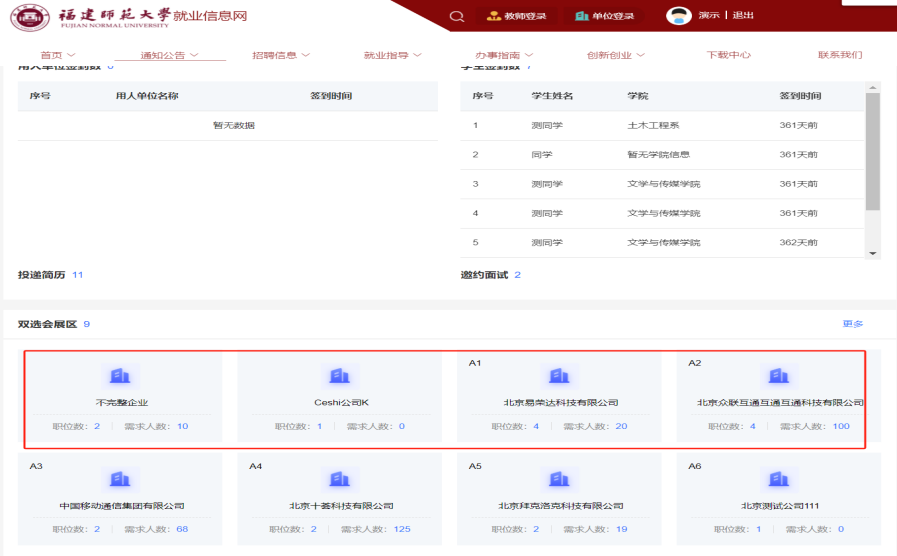 福建师范大学就业信息网
FUJIAN NORMAL UNIVERSITY
教师登录 单位登录 演示 | 退出
首页 通知公告 招聘信息 就业指导 办事指南 创新创业 下载中心 联系我们
用人单位签到数 0
学生签到数 7
序号 用人单位名称 签到时间
暂无数据
序号 学生姓名 学院 签到时间
1 测同学 土木工程系 361天前
2 同学 暂无学院信息 361天前
3 测同学 文学与传媒学院 361天前
4 测同学 文学与传媒学院 361天前
5 测同学 文学与传媒学院 362天前
投递简历 11
邀约面试 2
双选会展区 9 更多
不完整企业
职位数: 2 | 需求人数: 10
Ceshi公司K
职位数: 1 | 需求人数: 0
A1
北京易荣达科技有限公司
职位数: 4 | 需求人数: 20
A2
北京众联互通互通互通科技有限公司
职位数: 4 | 需求人数: 100
A3
中国移动通信集团有限公司
职位数: 2 | 需求人数: 68
A4
北京十荟科技有限公司
职位数: 2 | 需求人数: 125
A5
北京拜克洛克科技有限公司
职位数: 2 | 需求人数: 19
A6
北京测试公司111
职位数: 1 | 需求人数: 0